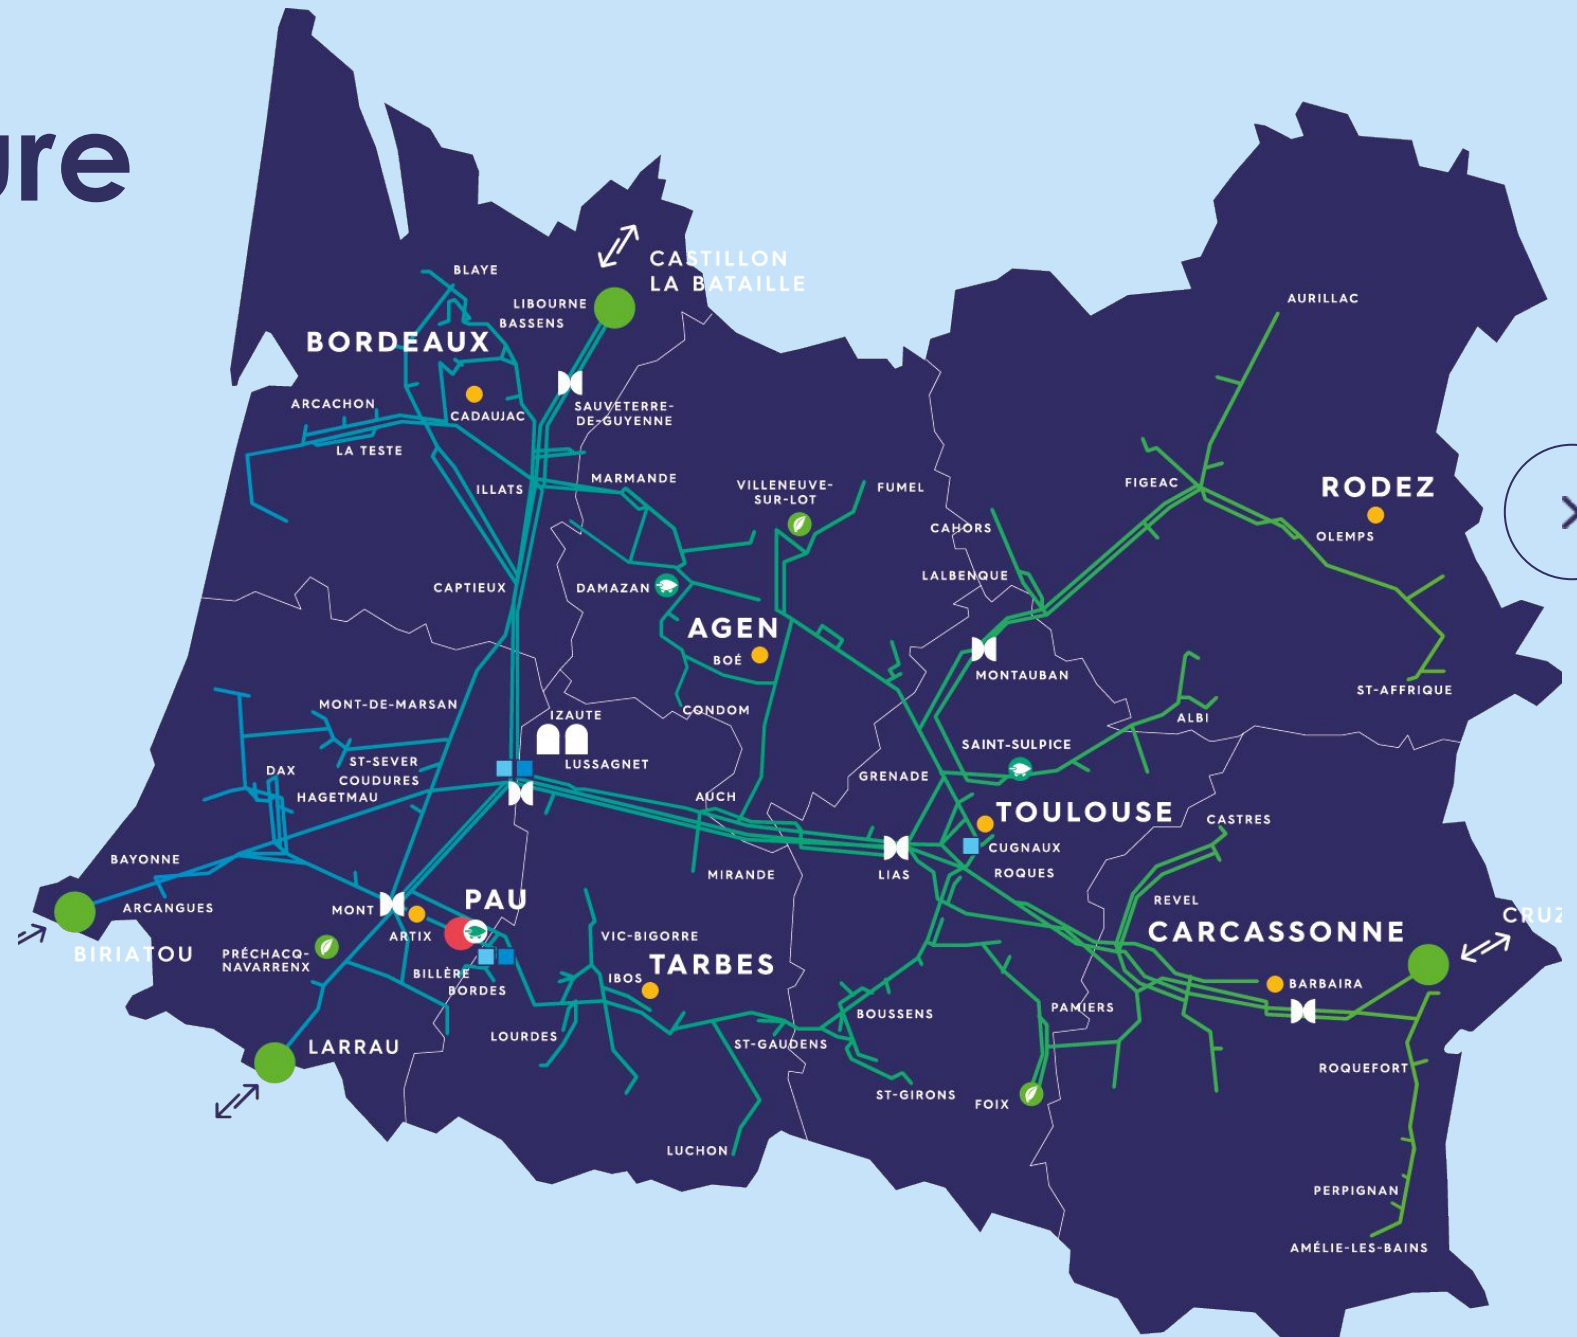 ure
BLAYE
CASTILLON
LA BATAILLE
LIBOURNE
BASSENS
AURILLAC
BORDEAUX
ARCACHON
CADAUJAC
SAUVETERRE-
DE-GUYENNE
LA TESTE
ILLATS
MARMANDE
VILLENEUVE-
SUR-LOT
FUMEL
FIGEAC
RODEZ
CAHORS
OLEMPS
LALBENQUE
CAPTIEUX
DAMAZAN
AGEN
BOÉ
MONTAUBAN
ST-AFFRIQUE
MONT-DE-MARSAN
CONDOM
IZAUTE
ALBI
SAINT-SULPICE
ST-SEVER
LUSSAGNET
DAX
COUDURES
GRENADE
HAGETMAU
AUCH
TOULOUSE
CASTRES
CUGNAUX
BAYONNE
MIRANDE
LIAS
ROQUES
ARCANGUES
MONT
PAU
REVEL
CRUZ
ARTIX
VIC-BIGORRE
CARCASSONNE
BIRIATOU
PRÉCHACQ-
NAVARRENX
TARBES
BILLÈRE
IBOS
BORDES
BARBAIRA
BOUSSENS
PAMIERS
LARRAU
LOURDES
ST-GAUDENS
ROQUEFORT
ST-GIRONS
FOIX
LUCHON
PERPIGNAN
AMÉLIE-LES-BAINS